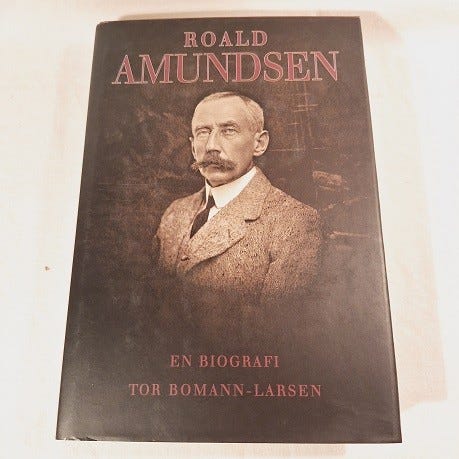 ROALD
AMUNDSEN
EN BIOGRAFI
TOR BOMANN-LARSEN